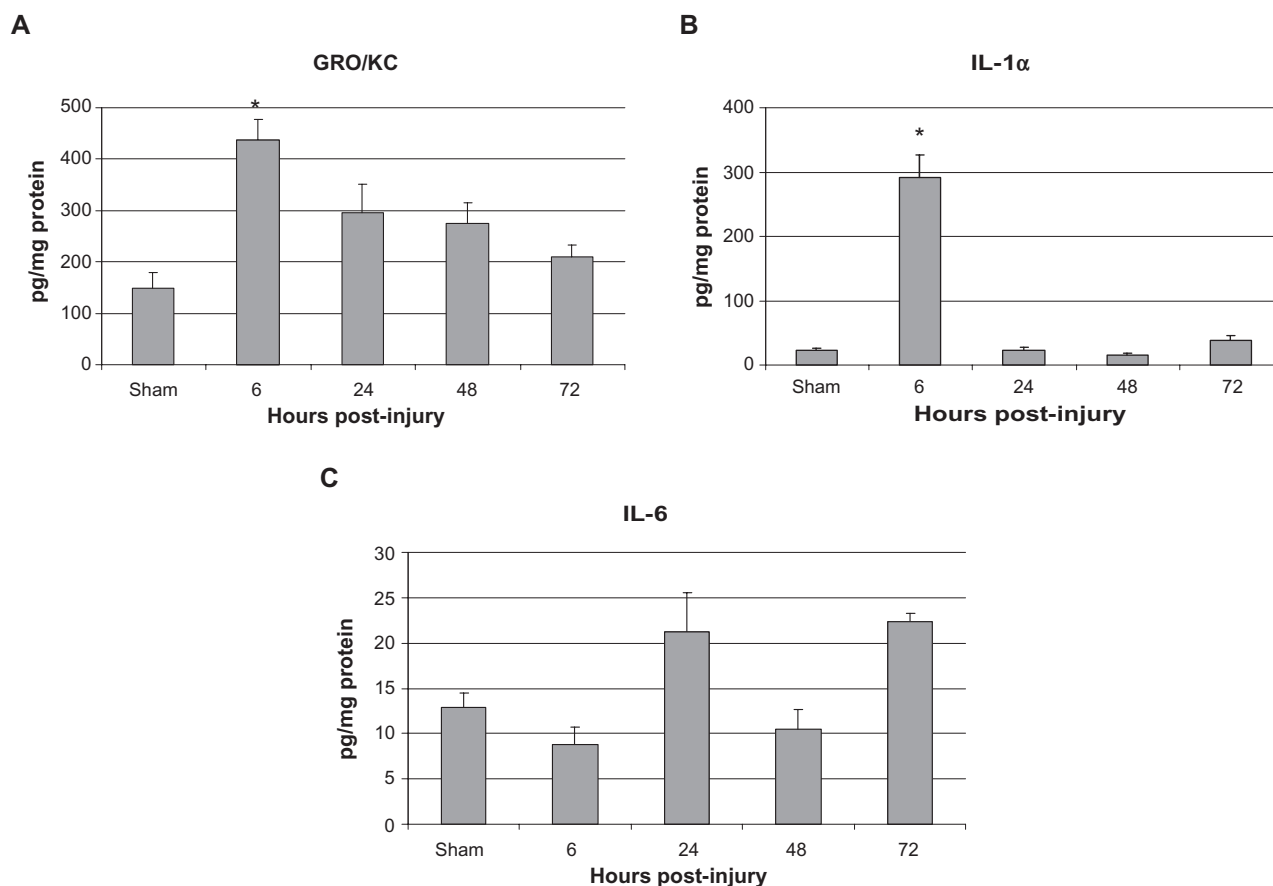 A
GRO/KC
pg/mg protein
500
400
300
200
100
0
*
Sham 6 24 48 72
Hours post-injury
B
IL-1α
pg/mg protein
400
300
200
100
0
*
Sham 6 24 48 72
Hours post-injury
C
IL-6
pg/mg protein
30
25
20
15
10
5
0
Sham 6 24 48 72
Hours post-injury